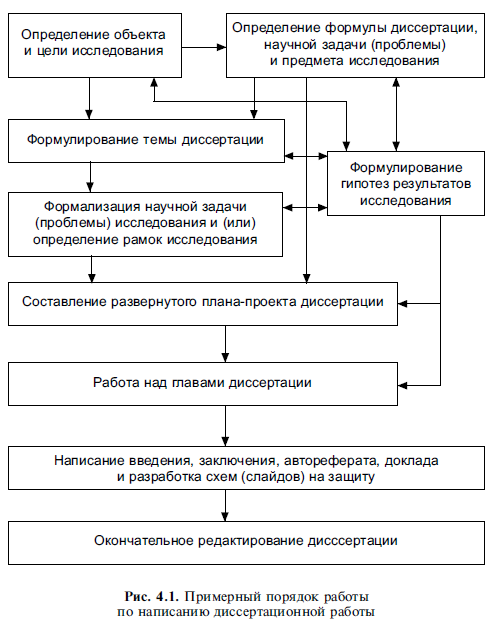 Определение объекта
и цели исследования
Определение формулы диссертации,
научной задачи (проблемы)
и предмета исследования
Формулирование темы диссертации
Формулирование
гипотез результатов
исследования
Формализация научной задачи
(проблемы) исследования и (или)
определение рамок исследования
Составление развернутого плана-проекта диссертации
Работа над главами диссертации
Написание введения, заключения, автореферата, доклада
и разработка схем (слайдов) на защиту
Окончательное редактирование дисссертации
Рис. 4.1. Примерный порядок работы
по написанию диссертационной работы